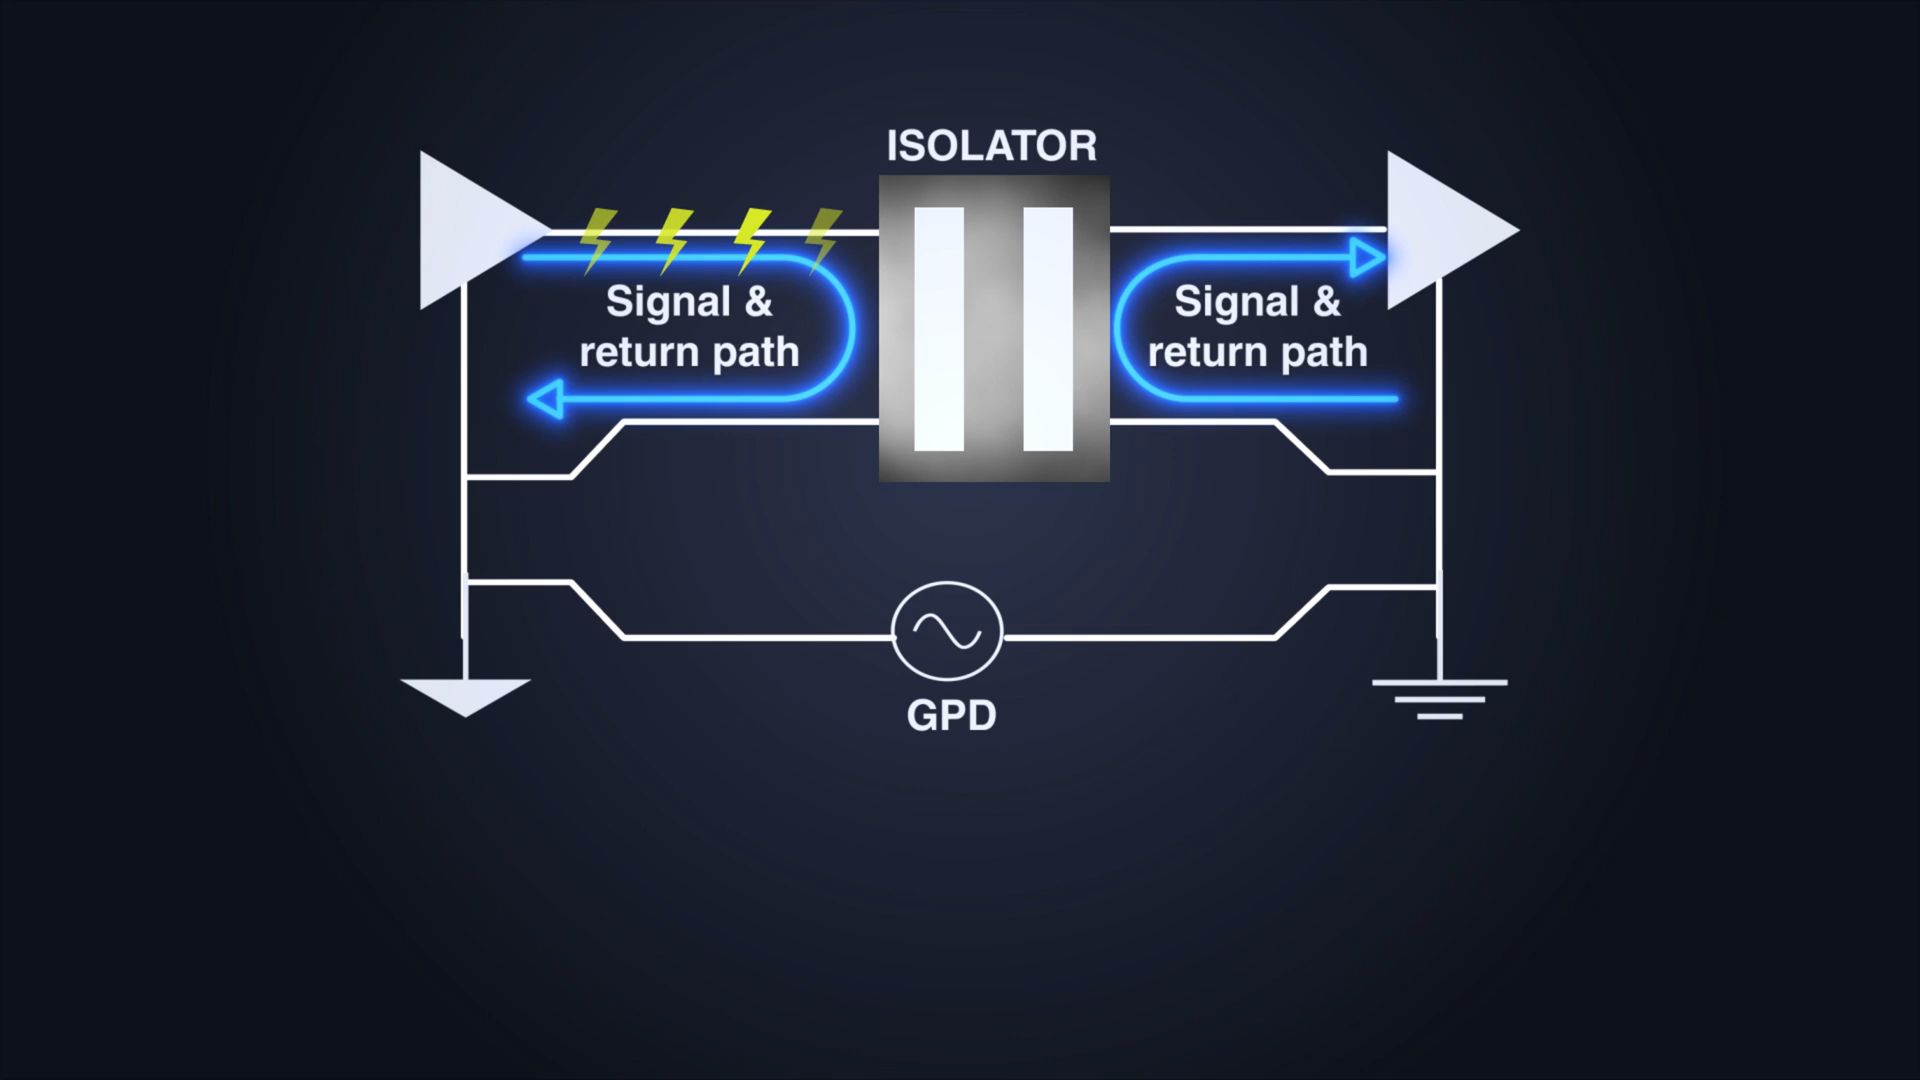 ISOLATOR
Signal &
return path
Signal &
return path
GPD